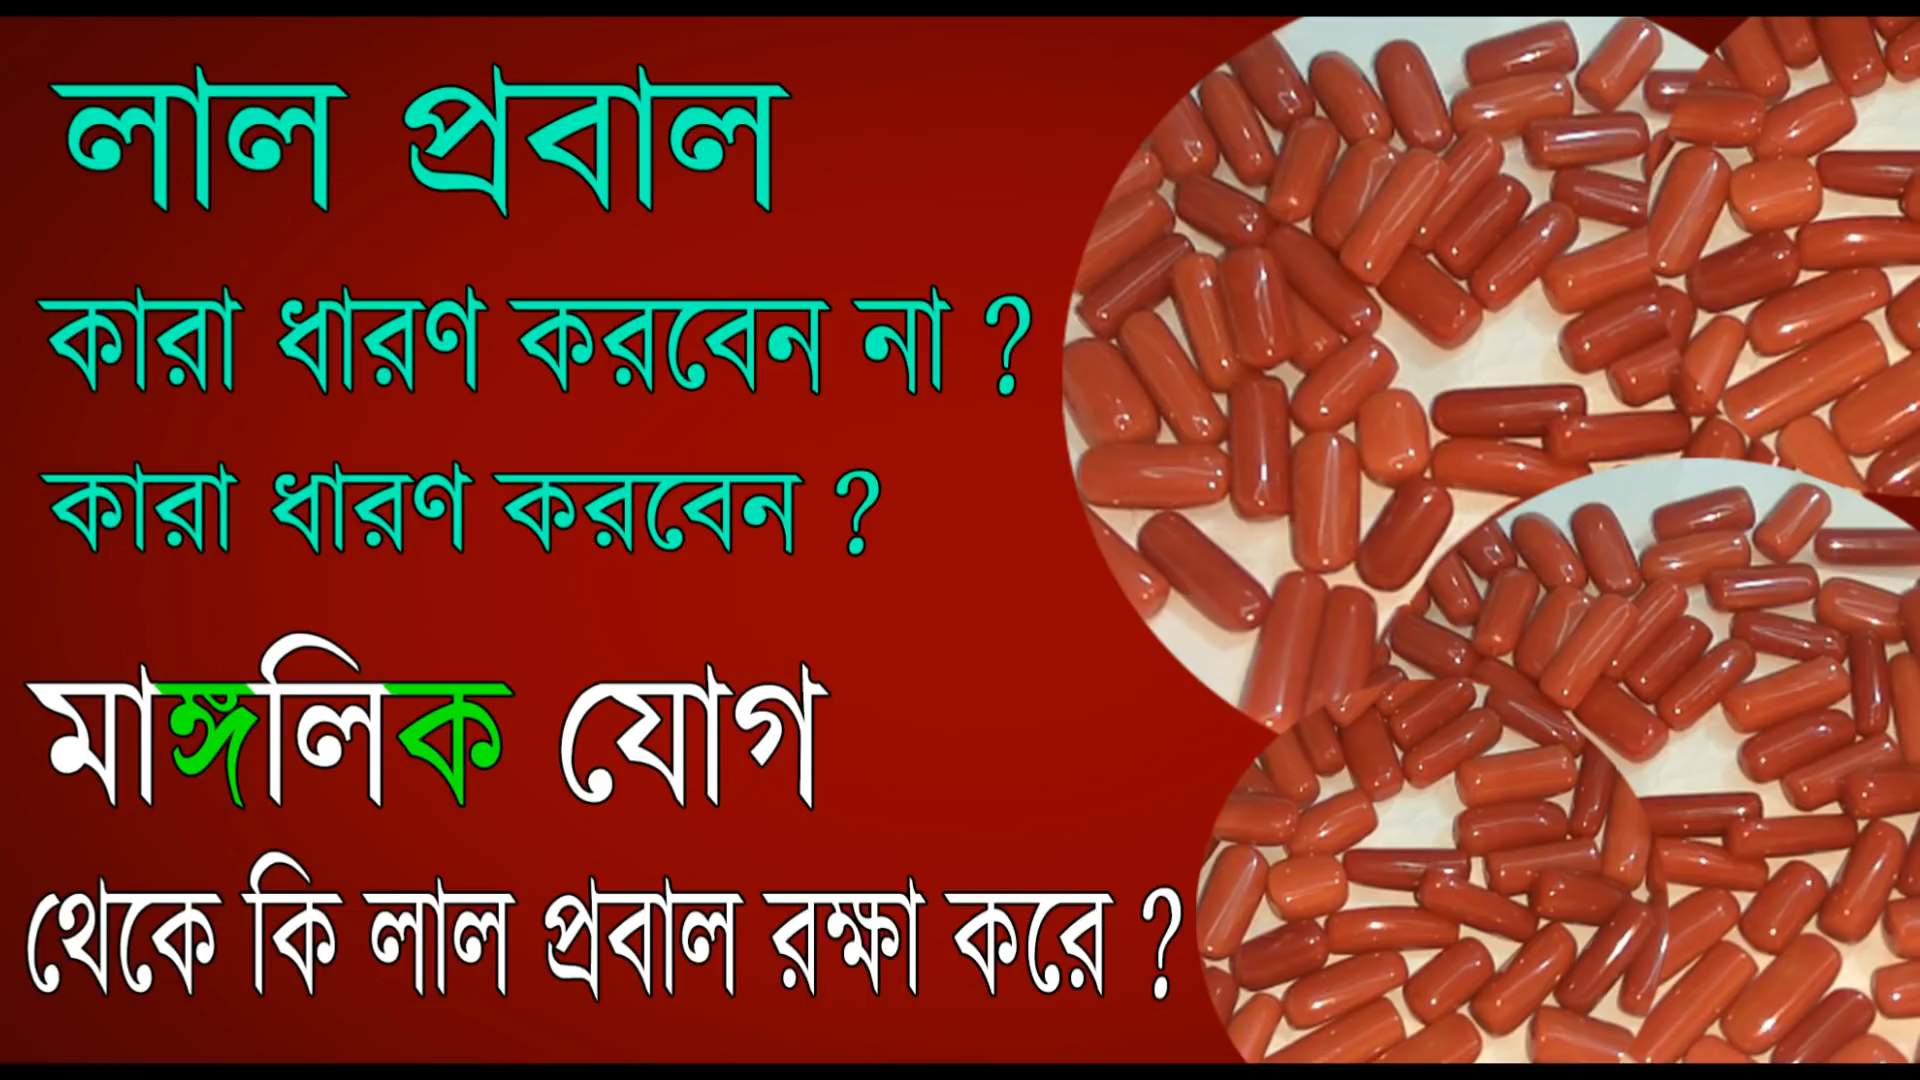 লাল প্রবাল
কারা ধারণ করবেন না ?
কারা ধারণ করবেন ?
মাঙ্গলিক যোগ
থেকে কি লাল প্রবাল রক্ষা করে ?